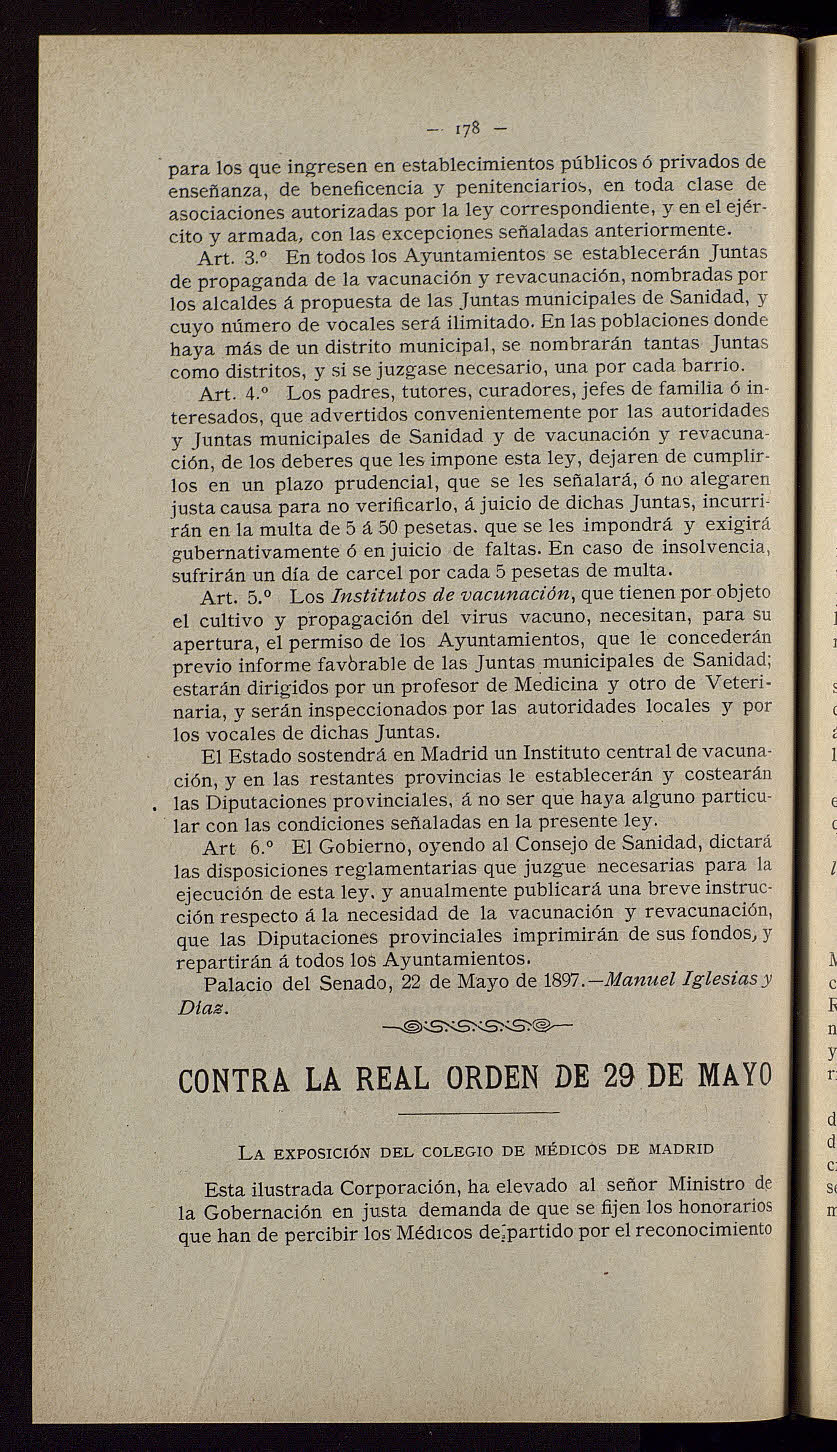 — 178 —
para los que ingresen en establecimientos públicos ó privados de
enseñanza, de beneficencia y penitenciarios, en toda clase de
asociaciones autorizadas por la ley correspondiente, y en el ejér-
cito y armada, con las excepciones señaladas anteriormente.
Art. 3.º En todos los Ayuntamientos se establecerán Juntas
de propaganda de la vacunación y revacunación, nombradas por
los alcaldes á propuesta de las Juntas municipales de Sanidad, y
cuyo número de vocales será ilimitado. En las poblaciones donde
haya más de un distrito municipal, se nombrarán tantas Juntas
como distritos, y si se juzgase necesario, una por cada barrio.
Art. 4.º Los padres, tutores, curadores, jefes de familia ó in-
teresados, que advertidos convenientemente por las autoridades
y Juntas municipales de Sanidad y de vacunación y revacuna-
ción, de los deberes que les impone esta ley, dejaren de cumplir-
los en un plazo prudencial, que se les señalará, ó no alegaren
justa causa para no verificarlo, á juicio de dichas Juntas, incurri-
rán en la multa de 5 á 50 pesetas. que se les impondrá y exigirá
gubernativamente ó en juicio de faltas. En caso de insolvencia,
sufrirán un día de carcel por cada 5 pesetas de multa.
Art. 5.º Los Institutos de vacunación, que tienen por objeto
el cultivo y propagación del virus vacuno, necesitan, para su
apertura, el permiso de los Ayuntamientos, que le concederán
previo informe favorable de las Juntas municipales de Sanidad;
estarán dirigidos por un profesor de Medicina y otro de Veteri-
naria, y serán inspeccionados por las autoridades locales y por
los vocales de dichas Juntas.
El Estado sostendrá en Madrid un Instituto central de vacuna-
ción, y en las restantes provincias le establecerán y costearán
las Diputaciones provinciales, á no ser que haya alguno particu-
lar con las condiciones señaladas en la presente ley.
Art 6.º El Gobierno, oyendo al Consejo de Sanidad, dictará
las disposiciones reglamentarias que juzgue necesarias para la
ejecución de esta ley. y anualmente publicará una breve instruc-
ción respecto á la necesidad de la vacunación y revacunación,
que las Diputaciones provinciales imprimirán de sus fondos, y
repartirán á todos los Ayuntamientos.
Palacio del Senado, 22 de Mayo de 1897.—Manuel Iglesias y
Diaz.
CONTRA LA REAL ORDEN DE 29 DE MAYO
LA EXPOSICIÓN DEL COLEGIO DE MÉDICOS DE MADRID
Esta ilustrada Corporación, ha elevado al señor Ministro de
la Gobernación en justa demanda de que se fijen los honorarios
que han de percibir los Médicos de partido por el reconocimiento